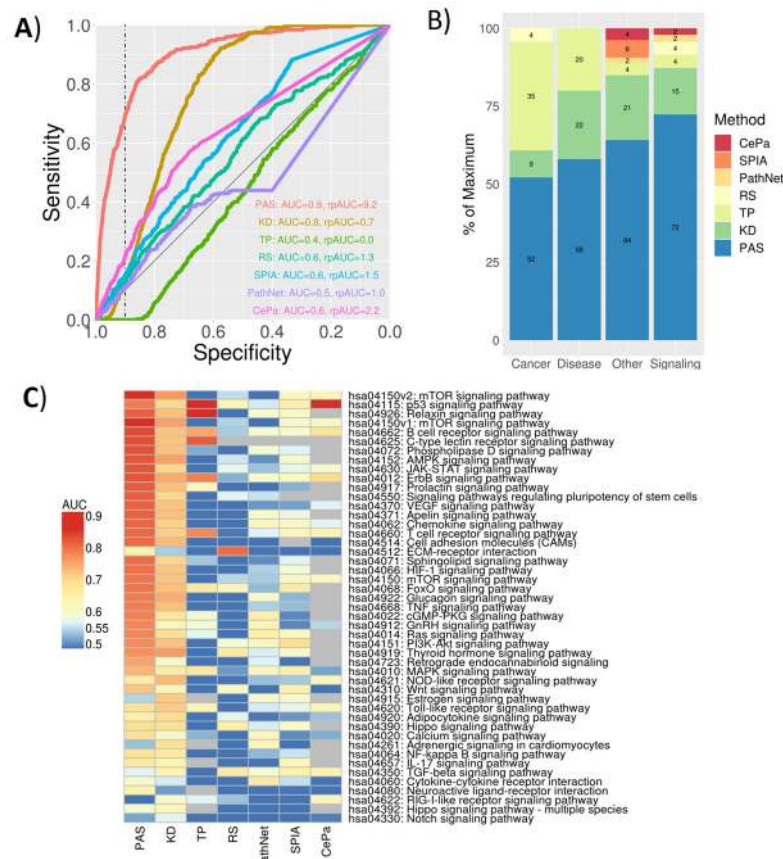 A)
1.0
0.8
0.6
0.4
0.2
0.0
Sensitivity
PAS: AUC=0.9, rpAUC=9.2
KD: AUC=0.8, rpAUC=0.7
TP: AUC=0.4, rpAUC=0.0
RS: AUC=0.6, rpAUC=1.3
SPIA: AUC=0.6, rpAUC=1.5
PathNet: AUC=0.5, rpAUC=1.0
CePa: AUC=0.6, rpAUC=2.2
1.0 0.8 0.6 0.4 0.2 0.0
Specificity
B)
% of Maximum
100
75
50
25
0
4
35
9
52
20
22
58
4
6
2
4
21
64
2
2
4
4
15
72
Cancer Disease Other Signaling
Method
CePa
SPIA
PathNet
RS
TP
KD
PAS
C)
AUC
0.9
0.8
0.6
0.55
0.5
hsa04150v2: mTOR signaling pathway
hsa04115: p53 signaling pathway
hsa04926: Relaxin signaling pathway
hsa04150v1: mTOR signaling pathway
hsa04662: B cell receptor signaling pathway
hsa04625: C-type lectin receptor signaling pathway
hsa04072: Phospholipase D signaling pathway
hsa04152: AMPK signaling pathway
hsa04630: JAK-STAT signaling pathway
hsa04012: ErbB signaling pathway
hsa04917: Prolactin signaling pathway
hsa04550: Signaling pathways regulating pluripotency of stem cells
hsa04370: VEGF signaling pathway
hsa04371: Apelin signaling pathway
hsa04062: Chemokine signaling pathway
hsa04660: T cell receptor signaling pathway
hsa04514: Cell adhesion molecules (CAMs)
hsa04512: ECM-receptor interaction
hsa04071: Sphingolipid signaling pathway
hsa04066: HIF-1 signaling pathway
hsa04150: mTOR signaling pathway
hsa04068: FoxO signaling pathway
hsa04922: Glucagon signaling pathway
hsa04668: TNF signaling pathway
hsa04022: cGMP-PKG signaling pathway
hsa04912: GnRH signaling pathway
hsa04014: Ras signaling pathway
hsa04151: PI3K-Akt signaling pathway
hsa04919: Thyroid hormone signaling pathway
hsa04723: Retrograde endocannabinoid signaling
hsa04010: MAPK signaling pathway
hsa04621: NOD-like receptor signaling pathway
hsa04310: Wnt signaling pathway
hsa04915: Estrogen signaling pathway
hsa04620: Toll-like receptor signaling pathway
hsa04920: Adipocytokine signaling pathway
hsa04390: Hippo signaling pathway
hsa04020: Calcium signaling pathway
hsa04261: Adrenergic signaling in cardiomyocytes
hsa04064: NF-kappa B signaling pathway
hsa04657: IL-17 signaling pathway
hsa04350: TGF-beta signaling pathway
hsa04060: Cytokine-cytokine receptor interaction
hsa04080: Neuroactive ligand-receptor interaction
hsa04622: RIG-I-like receptor signaling pathway
hsa04392: Hippo signaling pathway - multiple species
hsa04330: Notch signaling pathway
PAS KD TP RS athNet SPIA CePa